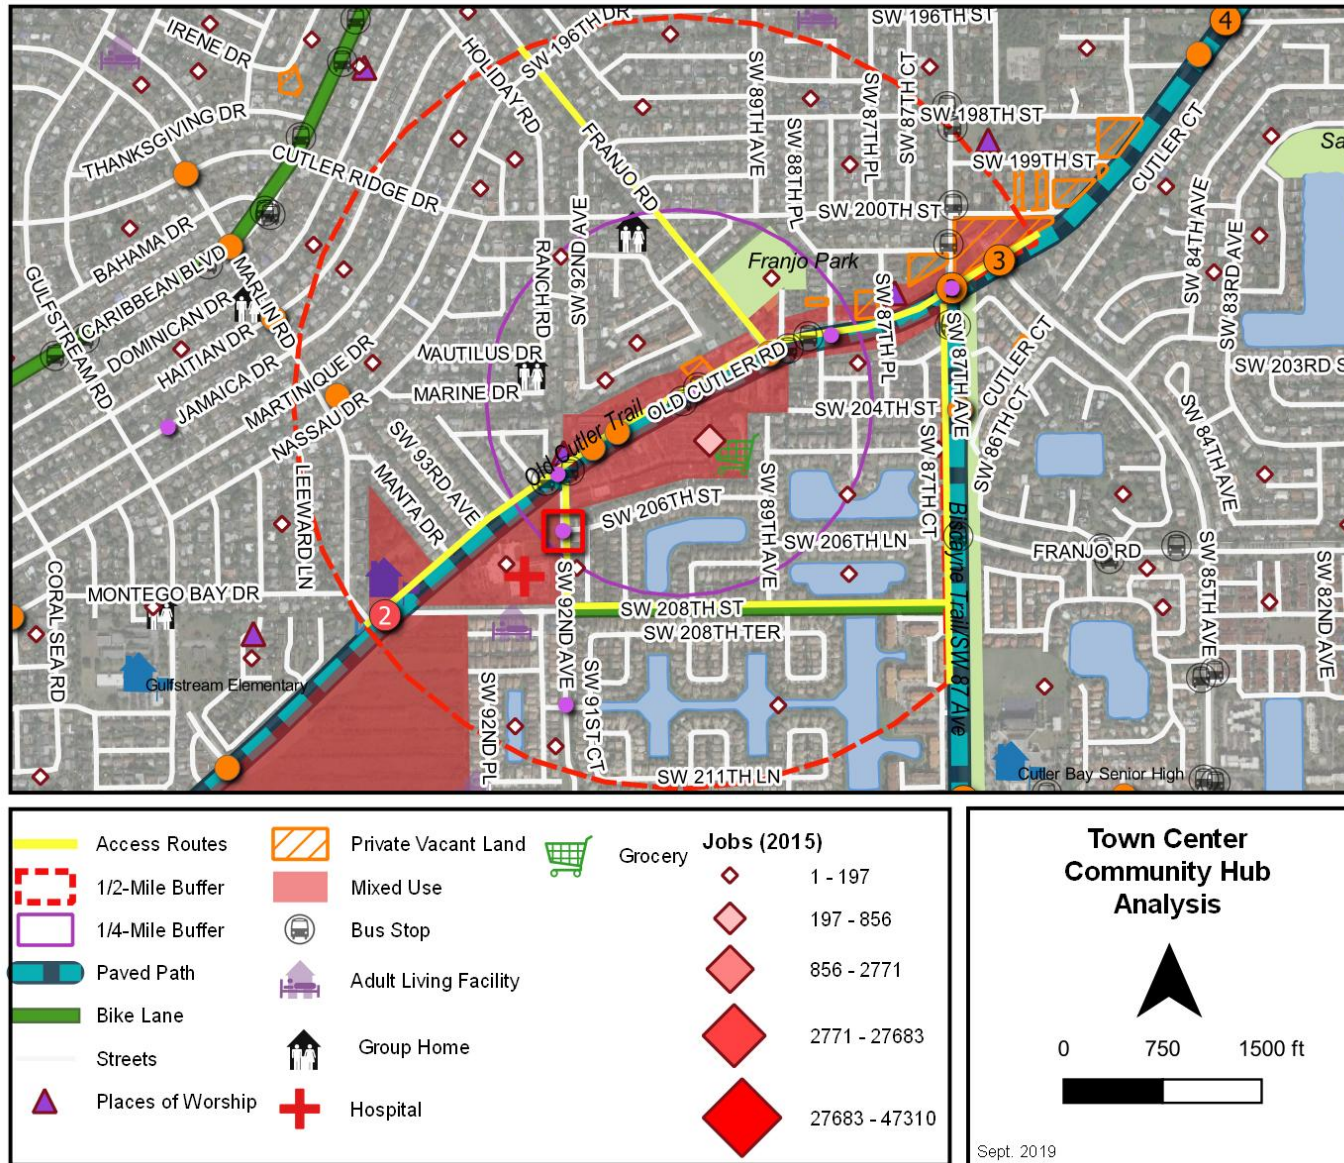 IRENE DR
HOLIDAY RD
SW 196TH DR
SW 196TH ST
4
THANKSGIVING DR
CUTLER RIDGE DR
FRANJO RD
SW 89TH AVE
SW 88TH PL
SW 87TH PL
SW 87TH CT
SW 198TH ST
SW 199TH ST
CUTLER CT
Sa
SW 200TH ST
SW 84TH AVE
SW 83RD AVE
BAHAMA DR
CARIBBEAN BLVD
GULFSTREAM RD
DOMINICAN DR
MARLIN RD
HAITIAN DR
JAMAICA DR
MARTINIQUE DR
NASSAU DR
RANCH RD
SW 92ND AVE
Franjo Park
3
NAUTILUS DR
MARINE DR
OLD CUTLER RD
Old Cutler Trail
SW 87TH PL
SW 87TH AVE
CUTLER CT
SW 86TH CT
SW 203RD S
SW 204TH ST
SW 84TH AVE
SW 93RD AVE
MANTA DR
LEEWARD LN
SW 206TH ST
SW 89TH AVE
SW 87TH CT
SW 206TH LN
Biscayne Trail/SW 87 Ave
FRANJO RD
SW 85TH AVE
SW 82ND AVE
CORAL SEA RD
MONTEGO BAY DR
2
SW 208TH ST
SW 208TH TER
SW 92ND AVE
SW 91ST CT
SW 92ND PL
Gulfstream Elementary
SW 211TH LN
Cutler Bay Senior High
Access Routes
1/2-Mile Buffer
1/4-Mile Buffer
Paved Path
Bike Lane
Streets
Places of Worship
Private Vacant Land
Mixed Use
Bus Stop
Adult Living Facility
Group Home
Hospital
Grocery
Jobs (2015)
1 - 197
197 - 856
856 - 2771
2771 - 27683
27683 - 47310
Town Center
Community Hub
Analysis
0 750 1500 ft
Sept. 2019